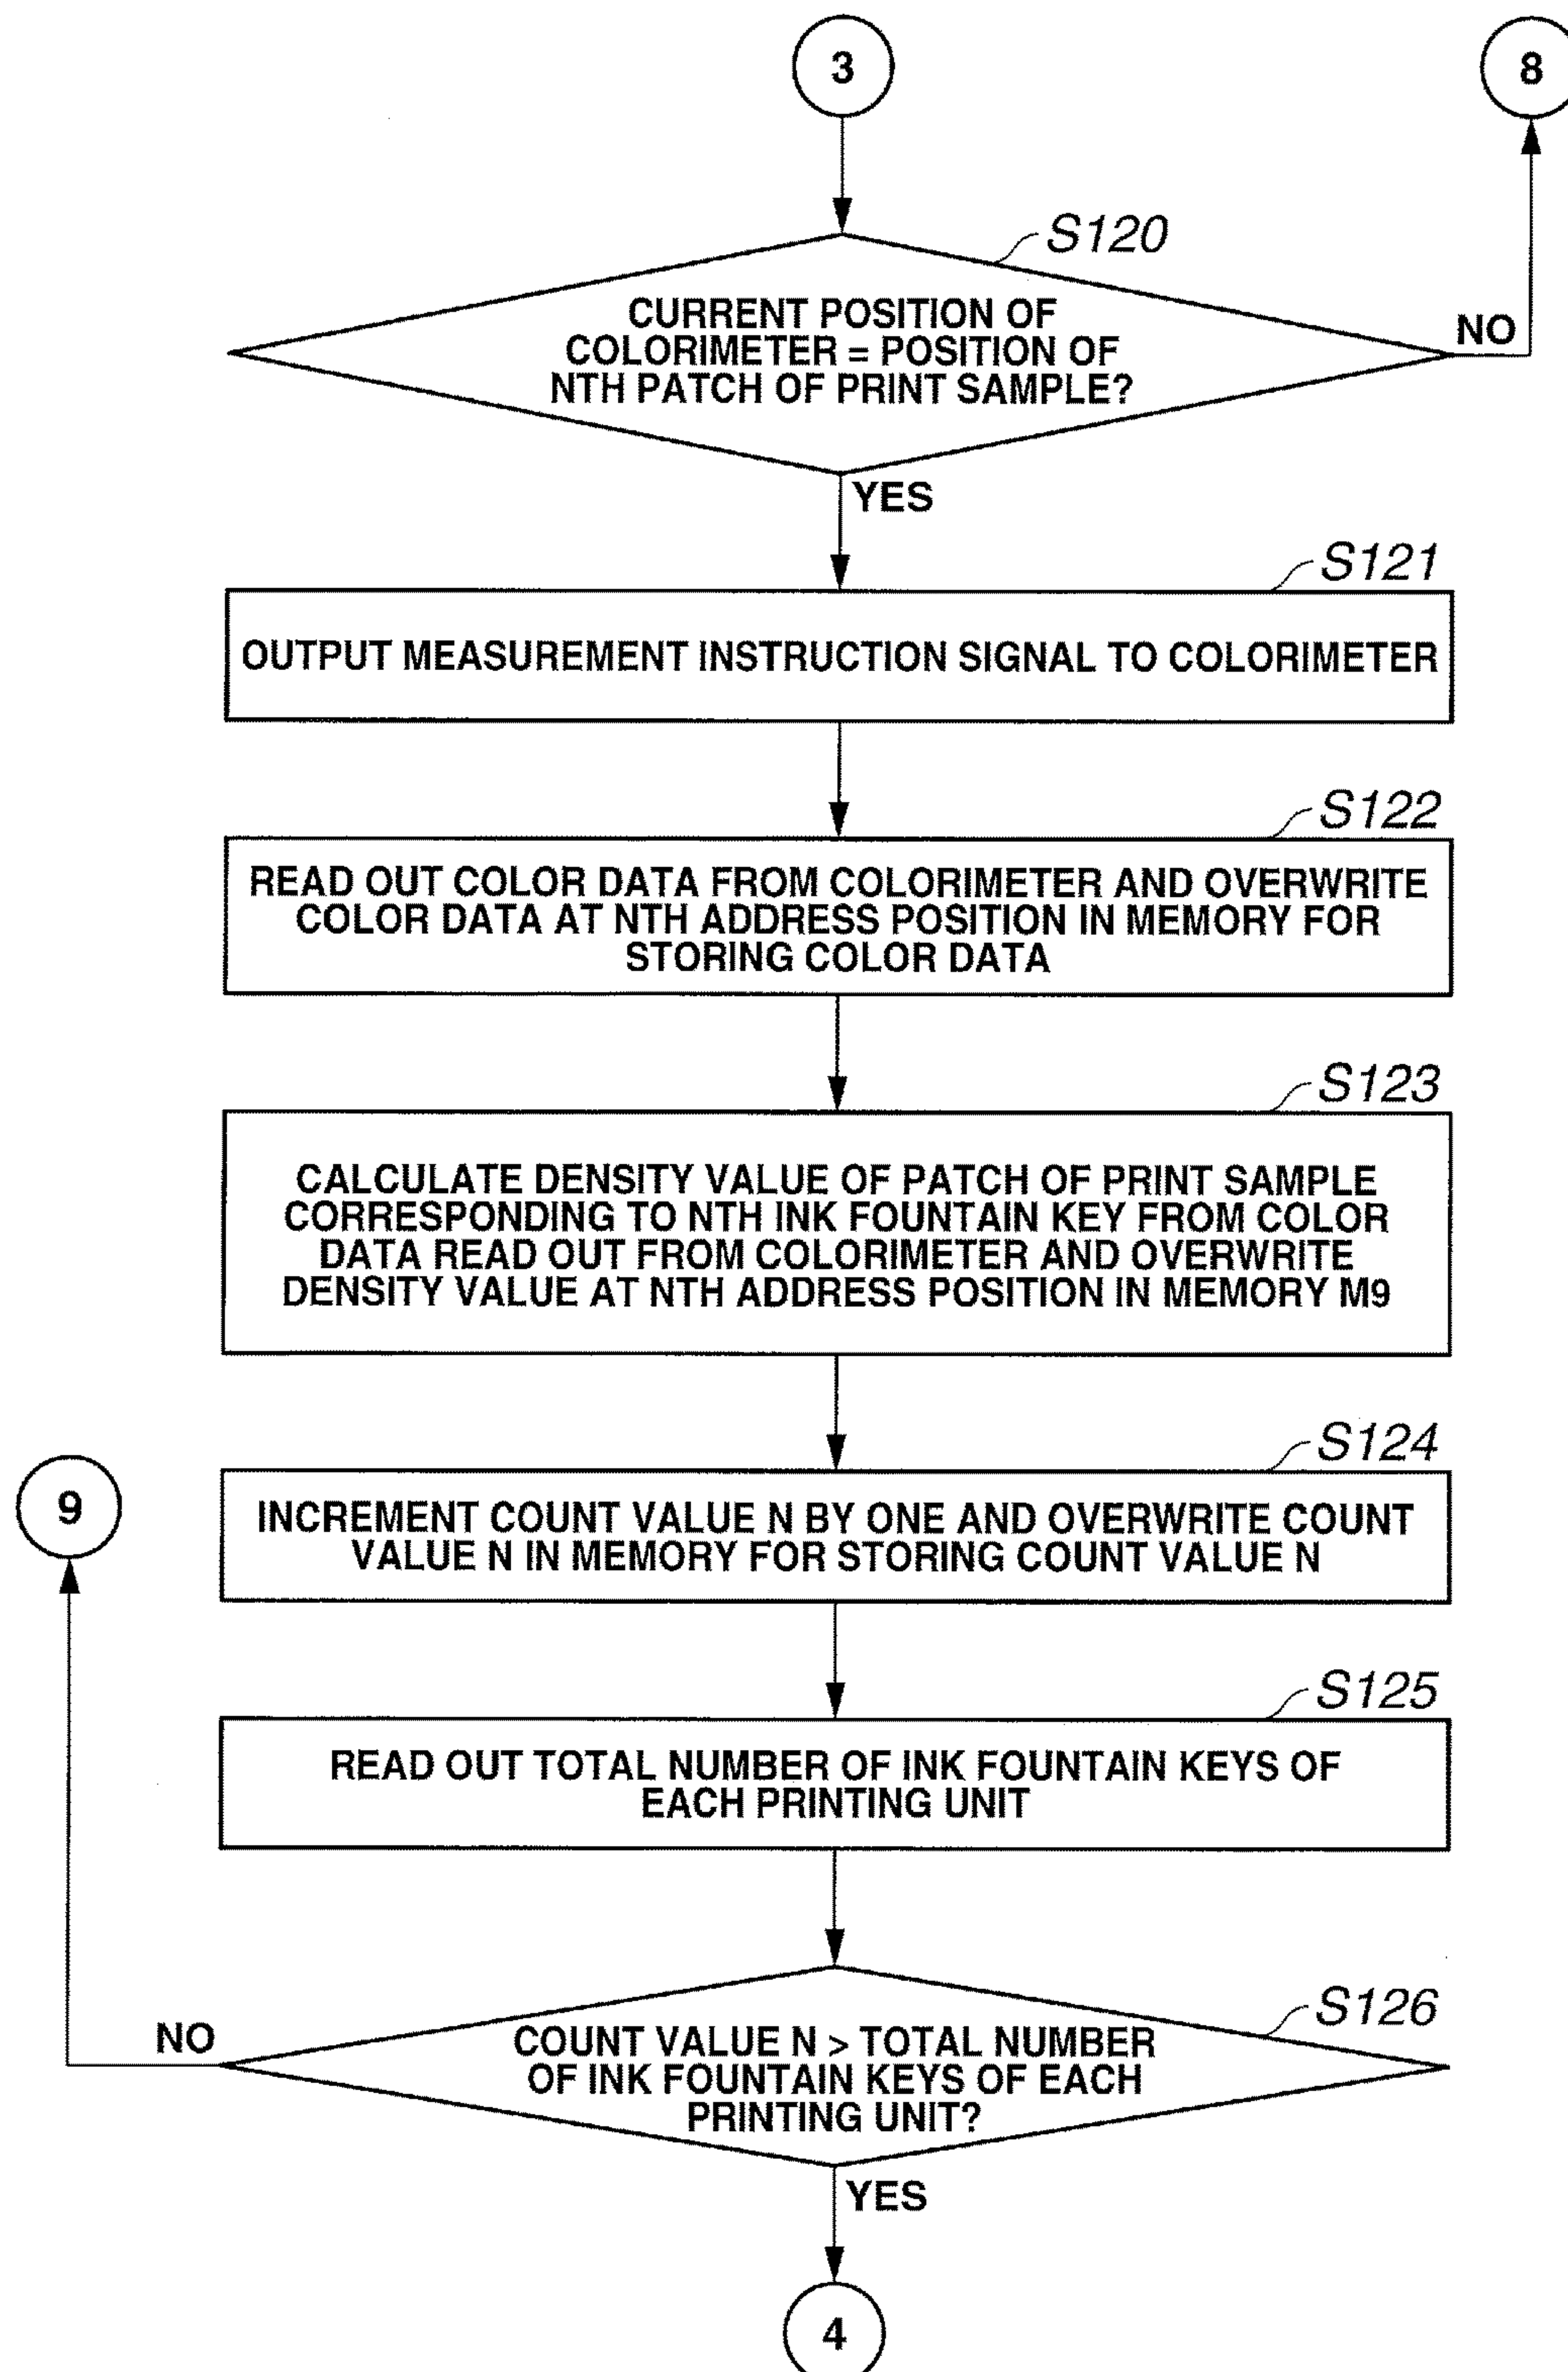 3
8
S120
CURRENT POSITION OF
COLORIMETER = POSITION OF
NTH PATCH OF PRINT SAMPLE?
NO
YES
S121
OUTPUT MEASUREMENT INSTRUCTION SIGNAL TO COLORIMETER
S122
READ OUT COLOR DATA FROM COLORIMETER AND OVERWRITE
COLOR DATA AT NTH ADDRESS POSITION IN MEMORY FOR
STORING COLOR DATA
S123
CALCULATE DENSITY VALUE OF PATCH OF PRINT SAMPLE
CORRESPONDING TO NTH INK FOUNTAIN KEY FROM COLOR
DATA READ OUT FROM COLORIMETER AND OVERWRITE
DENSITY VALUE AT NTH ADDRESS POSITION IN MEMORY M9
S124
9
INCREMENT COUNT VALUE N BY ONE AND OVERWRITE COUNT
VALUE N IN MEMORY FOR STORING COUNT VALUE N
S125
READ OUT TOTAL NUMBER OF INK FOUNTAIN KEYS OF
EACH PRINTING UNIT
S126
NO
COUNT VALUE N > TOTAL NUMBER
OF INK FOUNTAIN KEYS OF EACH
PRINTING UNIT?
YES
4